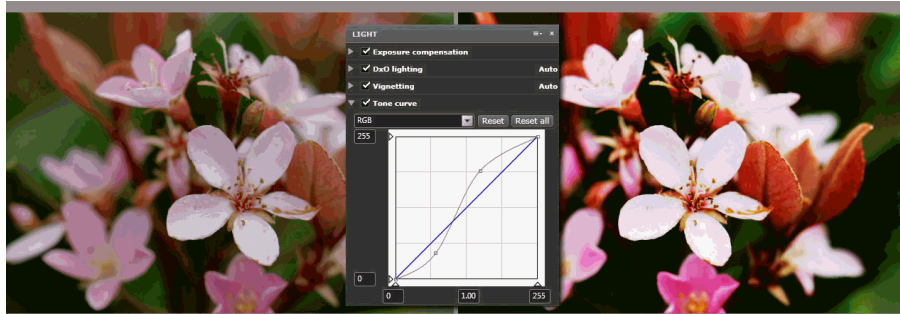 LIGHT
Exposure compensation
DxO lighting Auto
Vignetting Auto
Tone curve
RGB Reset Reset all
255
0
0 1.00 255